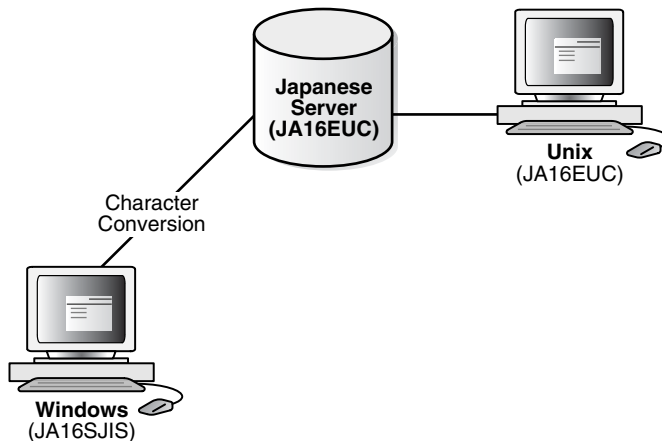 Japanese
Server
(JA16EUC)
Unix
(JA16EUC)
Character
Conversion
Windows
(JA16SJIS)